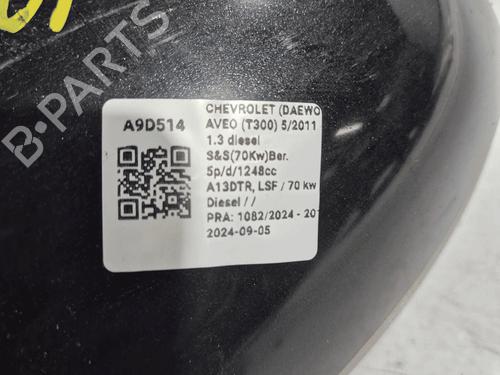 CHEVROLET (DAEWO
A9D514
AVEO (T300) 5/2011
1.3 diesel
S&S(70Kw)Ber.
5p/d/1248cc
A13DTR, LSF / 70 kw
Diesel / /
PRA: 1082/2024 - 201
2024-09-05
B-PARTS